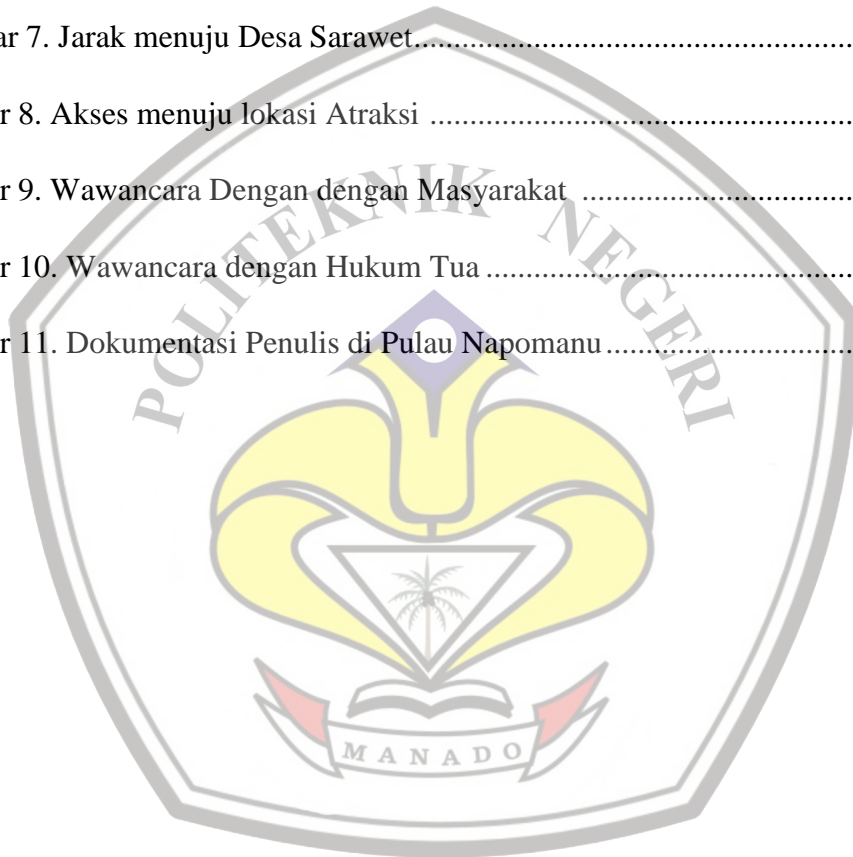 ar 7. Jarak menuju Desa Sarawet..........................................................
r 8. Akses menuju lokasi Atraksi ........................................................
r 9. Wawancara Dengan dengan Masyarakat ....................................
r 10. Wawancara dengan Hukum Tua .................................................
r 11. Dokumentasi Penulis di Pulau Napomanu.................................
POLITEKNIK NEGERI
MANADO